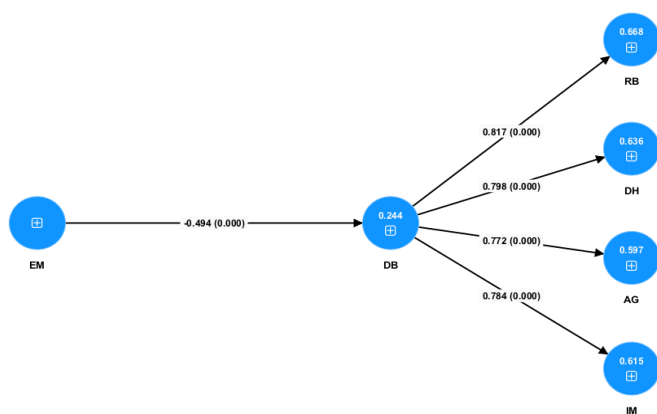 0.668
RB
0.817 (0.000)
0.636
DH
0.798 (0.000)
-0.494 (0.000)
0.244
EM
DB
0.772 (0.000)
0.597
AG
0.784 (0.000)
0.615
IM